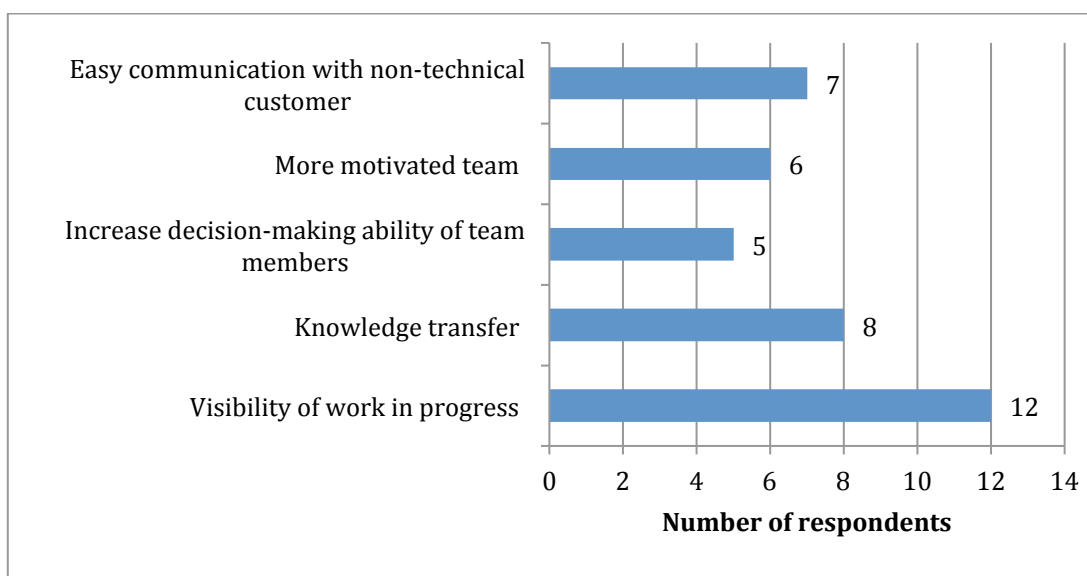 Easy communication with non-technical
customer
7
More motivated team
6
Increase decision-making ability of team
members
5
Knowledge transfer
8
Visibility of work in progress
12
0 2 4 6 8 10 12 14
Number of respondents